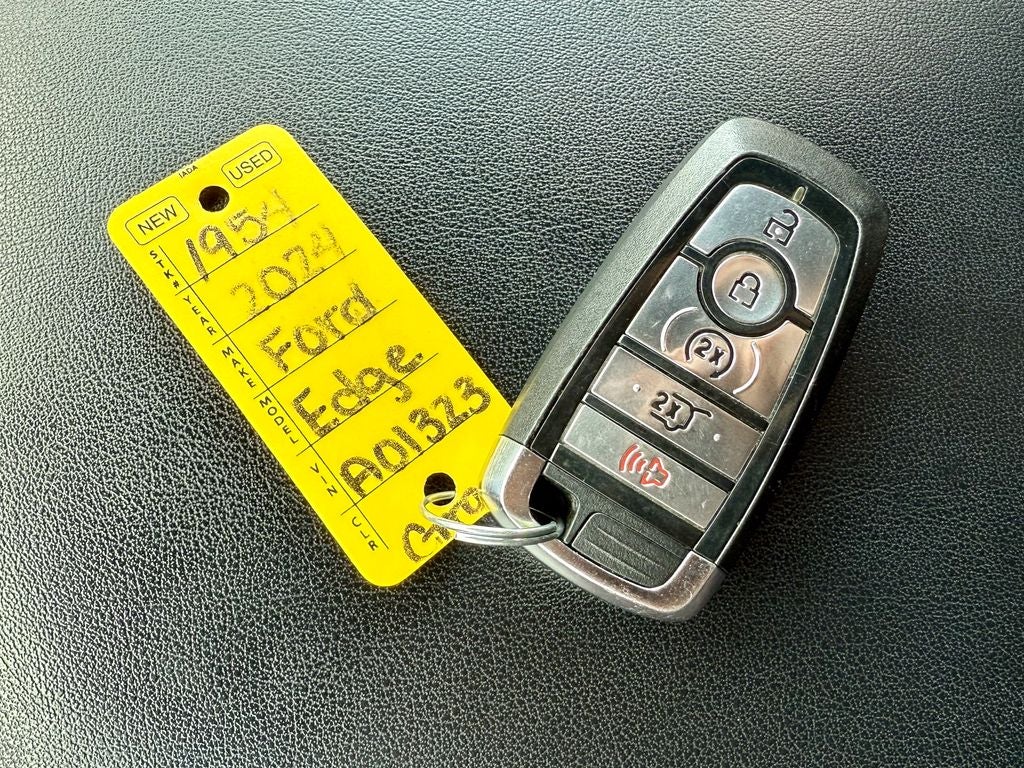 IADA
NEW USED
STK# 1954
YEAR 2024
MAKE Ford
MODEL Edge
VIN A01323
CLR
2x
2x